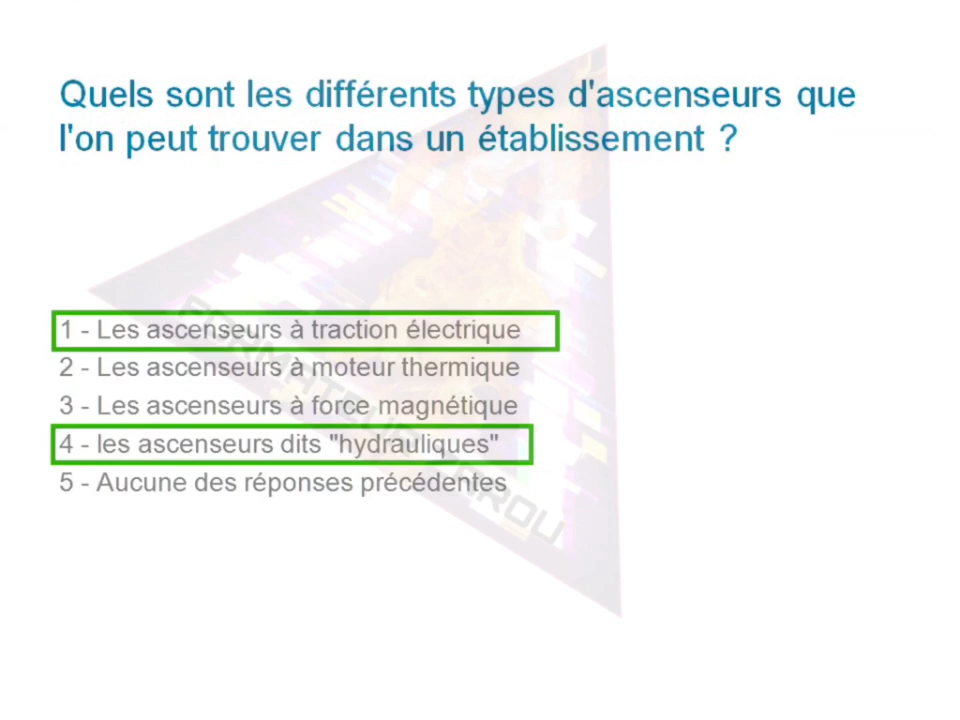 Quels sont les différents types d'ascenseurs que
l'on peut trouver dans un établissement ?
1 - Les ascenseurs à traction électrique
2 - Les ascenseurs à moteur thermique
3 - Les ascenseurs à force magnétique
4 - les ascenseurs dits "hydrauliques"
5 - Aucune des réponses précédentes
FORMATEUR TAROU